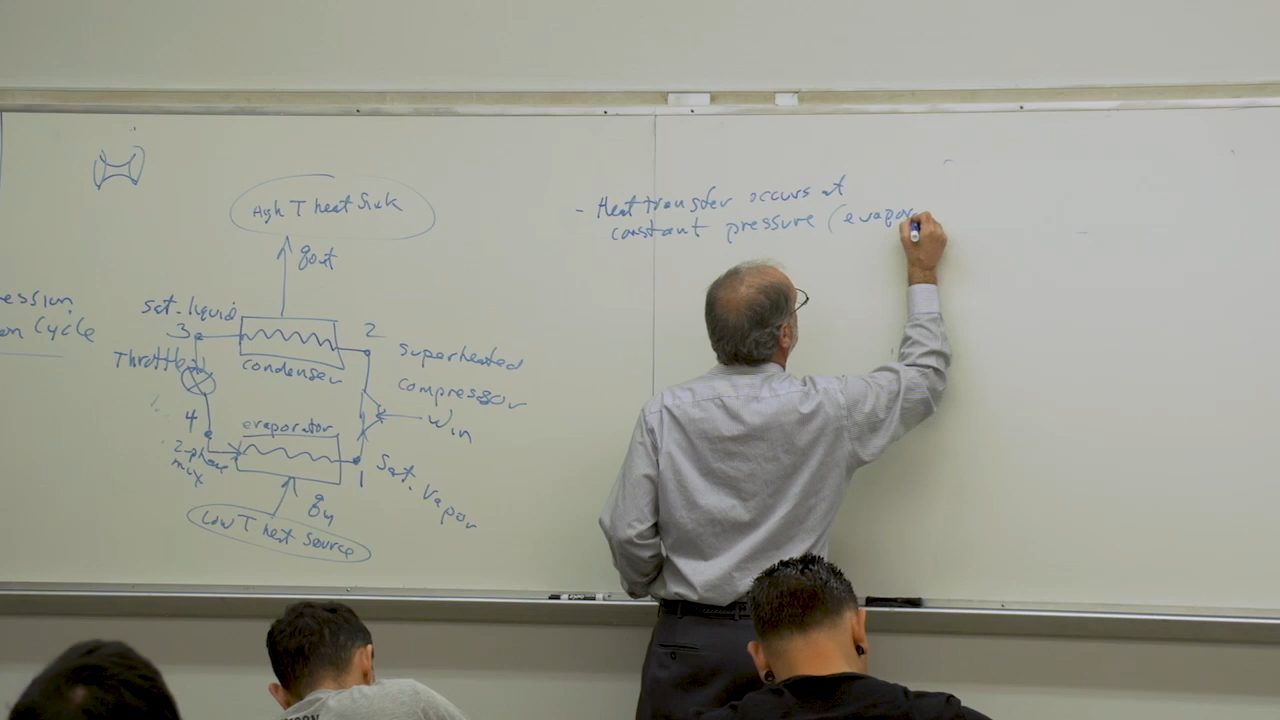 ession
on Cycle
High T heat Sink
qout
sat. liquid
3
2
Throttle
condenser
superheated
compressor
Win
4
evaporator
2-phase
mix
1
Sat. Vapor
qin
Low T heat source
- Heat transfer occurs at
constant pressure (evapor